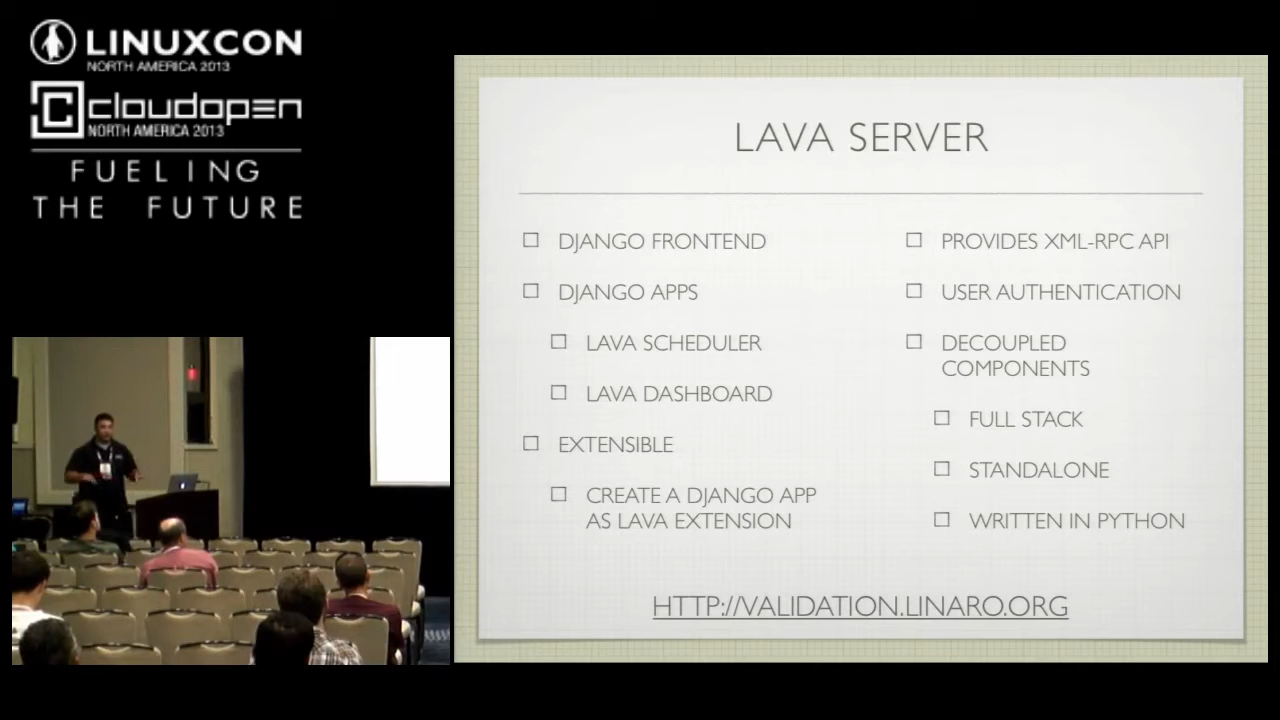 LINUXCON
NORTH AMERICA 2013
cloudopen
NORTH AMERICA 2013
FUELING
THE FUTURE
LAVA SERVER
DJANGO FRONTEND
DJANGO APPS
LAVA SCHEDULER
LAVA DASHBOARD
EXTENSIBLE
CREATE A DJANGO APP
AS LAVA EXTENSION
PROVIDES XML-RPC API
USER AUTHENTICATION
DECOUPLED
COMPONENTS
FULL STACK
STANDALONE
WRITTEN IN PYTHON
HTTP://VALIDATION.LINARO.ORG